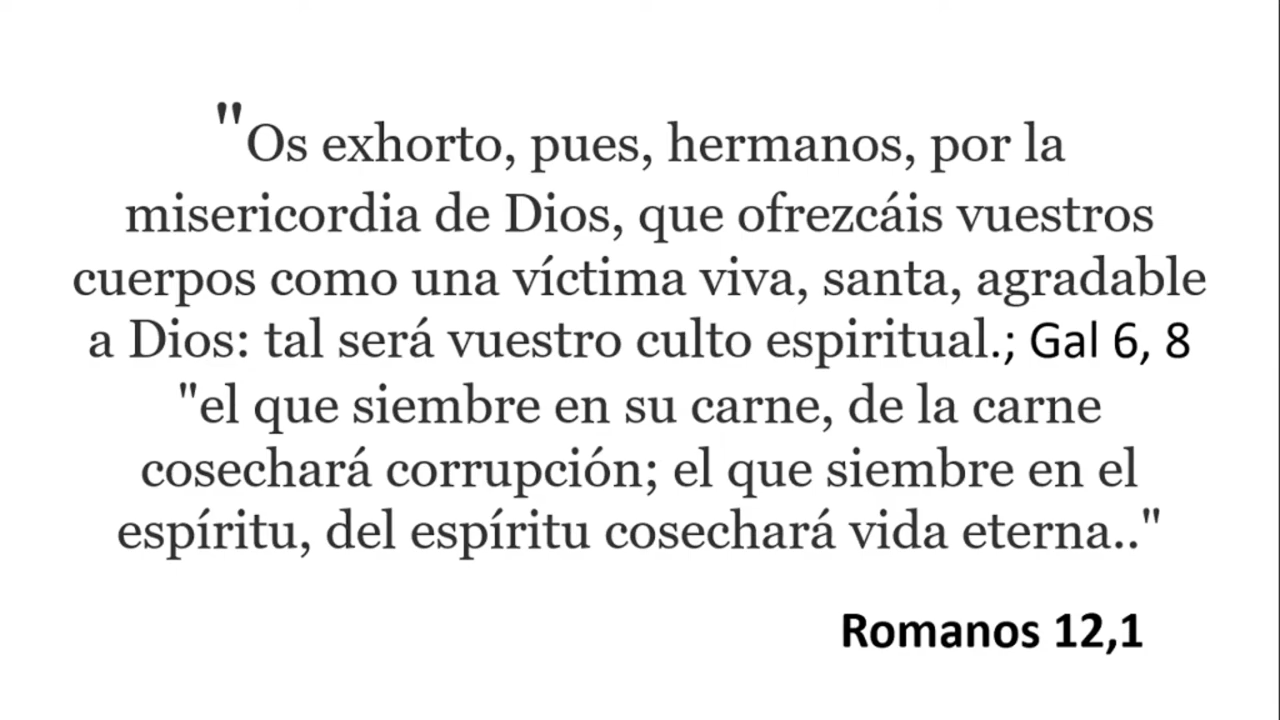 "Os exhorto, pues, hermanos, por la
misericordia de Dios, que ofrezcáis vuestros
cuerpos como una víctima viva, santa, agradable
a Dios: tal será vuestro culto espiritual.; Gal 6, 8
"el que siembre en su carne, de la carne
cosechará corrupción; el que siembre en el
espíritu, del espíritu cosechará vida eterna.."
Romanos 12,1